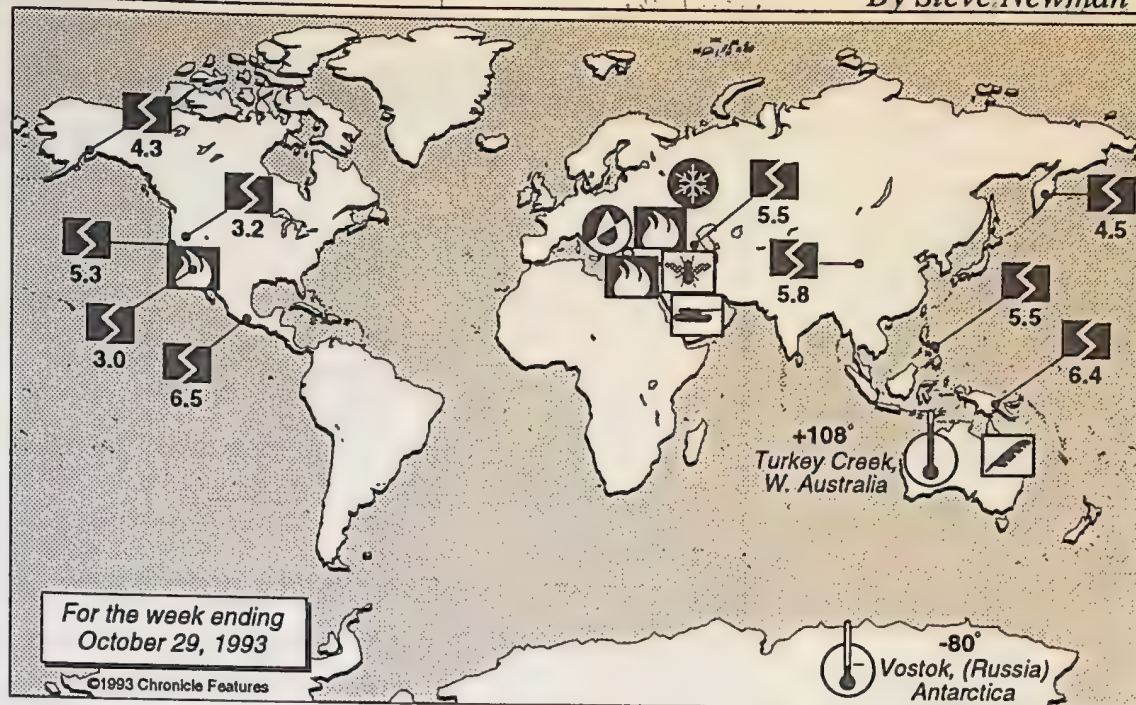 By Steve Newman
4.3
3.2
5.3
3.0
6.5
5.5
5.8
4.5
5.5
6.4
+108°
Turkey Creek,
W. Australia
For the week ending
October 29, 1993
©1993 Chronicle Features
-80°
Vostok, (Russia)
Antarctica